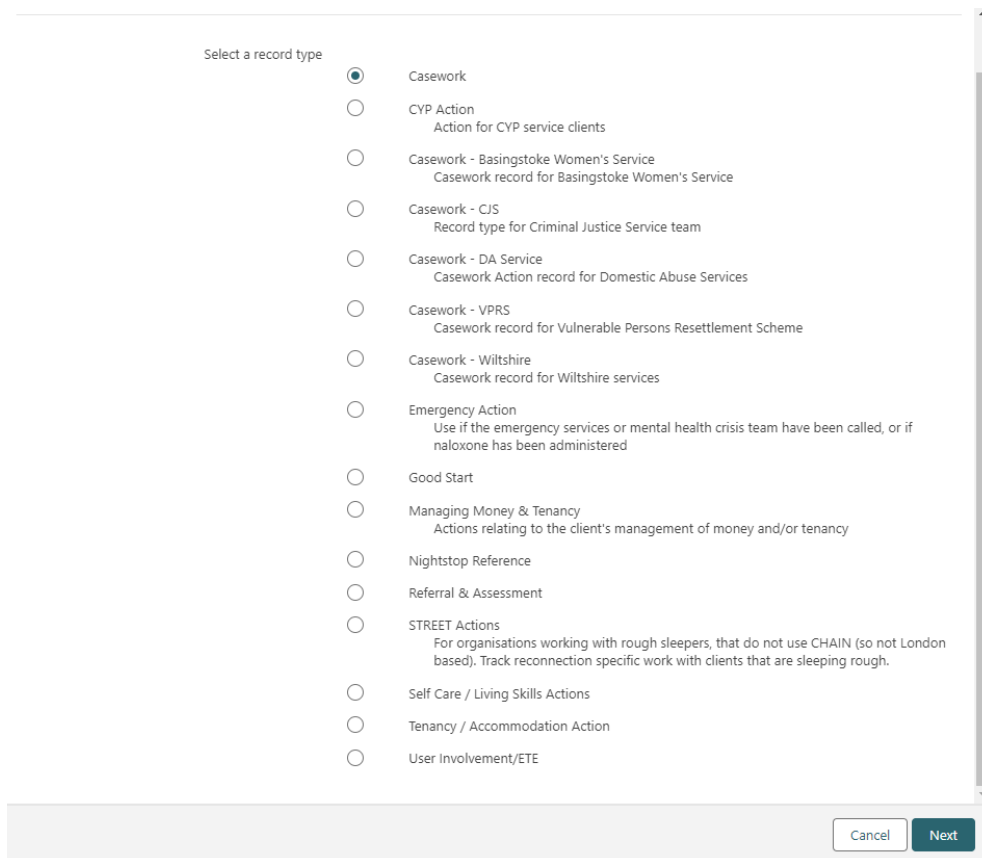 Select a record type
Casework
CYP Action
Action for CYP service clients
Casework - Basingstoke Women's Service
Casework record for Basingstoke Women's Service
Casework - CJS
Record type for Criminal Justice Service team
Casework - DA Service
Casework Action record for Domestic Abuse Services
Casework - VPRS
Casework record for Vulnerable Persons Resettlement Scheme
Casework - Wiltshire
Casework record for Wiltshire services
Emergency Action
Use if the emergency services or mental health crisis team have been called, or if
naloxone has been administered
Good Start
Managing Money & Tenancy
Actions relating to the client's management of money and/or tenancy
Nightstop Reference
Referral & Assessment
STREET Actions
For organisations working with rough sleepers, that do not use CHAIN (so not London
based). Track reconnection specific work with clients that are sleeping rough.
Self Care / Living Skills Actions
Tenancy / Accommodation Action
User Involvement/ETE
Cancel
Next